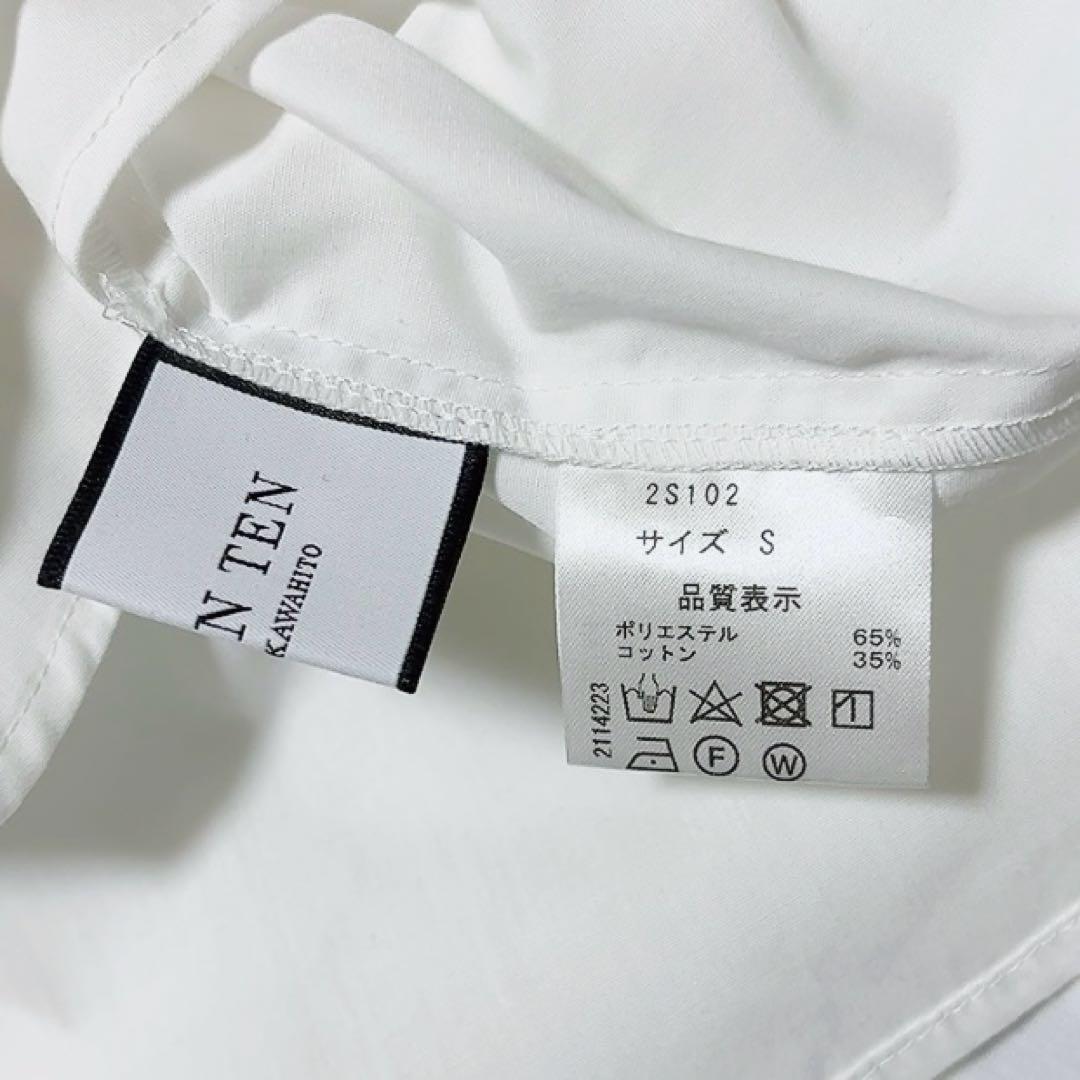 N TEN
KAWAHITO
2S102
サイズ S
品質表示
ポリエステル 65%
コットン 35%
2114223
F
W